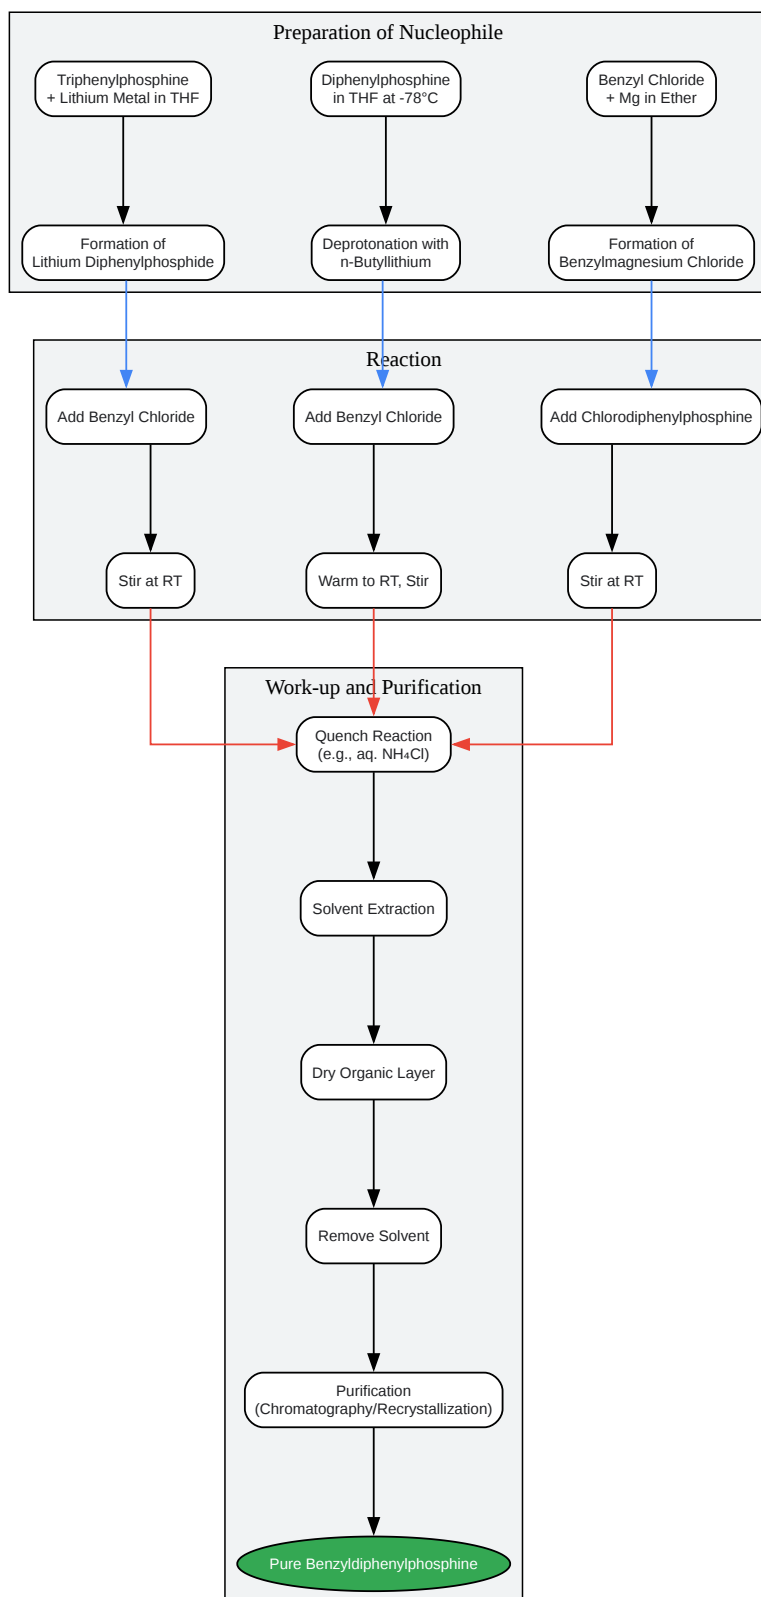 Preparation of Nucleophile
Triphenylphosphine
+ Lithium Metal in THF
Diphenylphosphine
in THF at -78°C
Benzyl Chloride
+ Mg in Ether
Formation of
Lithium Diphenylphosphide
Deprotonation with
n-Butyllithium
Formation of
Benzylmagnesium Chloride
Reaction
Add Benzyl Chloride
Add Benzyl Chloride
Add Chlorodiphenylphosphine
Stir at RT
Warm to RT, Stir
Stir at RT
Work-up and Purification
Quench Reaction
(e.g., aq. NH₄Cl)
Solvent Extraction
Dry Organic Layer
Remove Solvent
Purification
(Chromatography/Recrystallization)
Pure Benzyldiphenylphosphine